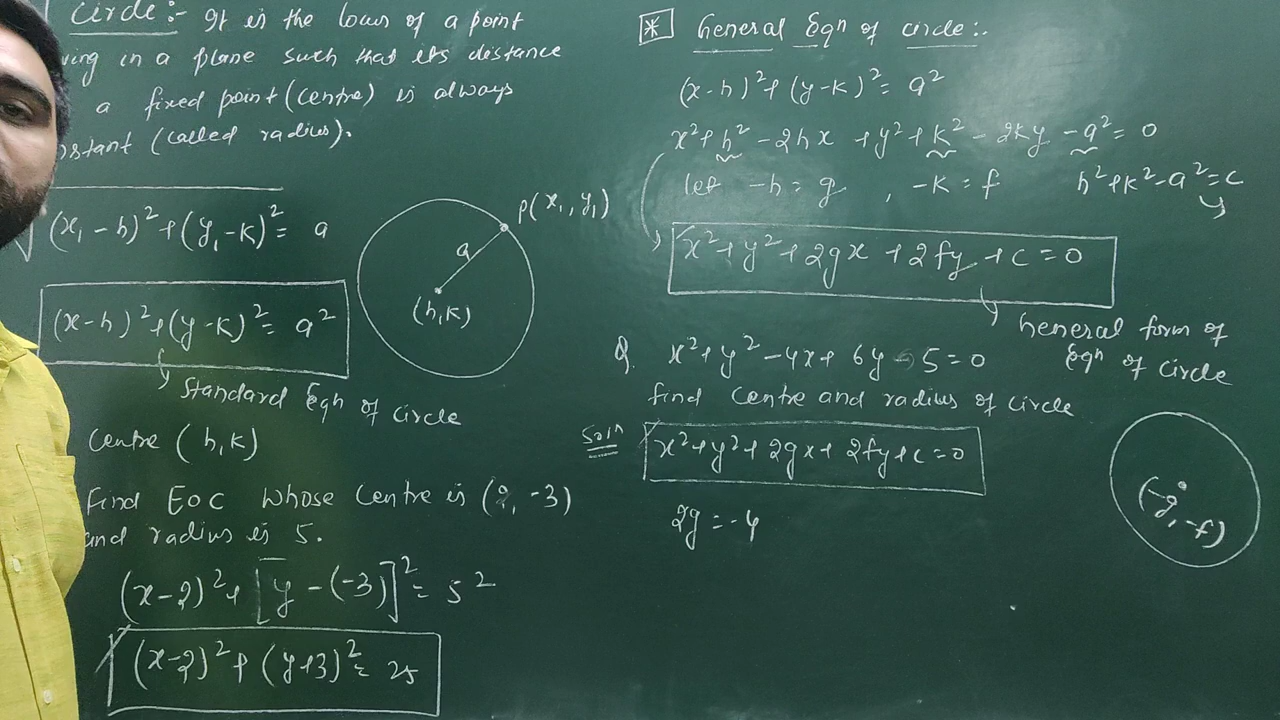 Circle:- It is the locus of a point
ving in a plane such that its distance
a fixed point (centre) is always
nstant (called radius).
√(x₁-h)²+(y₁-k)² = a
P(x₁, y₁)
a
(h,k)
(x-h)²+(y-k)² = a²
Standard Eqn of circle
Centre (h,k)
Find EOC whose centre is (2, -3)
and radius is 5.
(x-2)²+[y-(-3)]² = 5²
(x-2)²+(y+3)² = 25
* General Eqn of circle:-
(x-h)²+(y-k)² = a²
x²+h²-2hx+y²+k²-2ky-a² = 0
let -h = g, -k = f h²+k²-a² = c
x²+y²+2gx+2fy+c = 0
General form of
Eqn of circle
Q. x²+y²-4x+6y-5 = 0
find centre and radius of circle
Soln x²+y²+2gx+2fy+c = 0
2g = -4
(-g, -f)